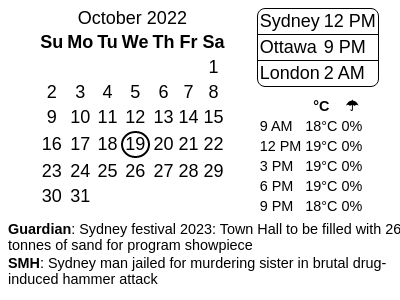 October 2022
Su Mo Tu We Th Fr Sa
1
2 3 4 5 6 7 8
9 10 11 12 13 14 15
16 17 18 19 20 21 22
23 24 25 26 27 28 29
30 31
Sydney 12 PM
Ottawa 9 PM
London 2 AM
°C ☂
9 AM 18°C 0%
12 PM 19°C 0%
3 PM 19°C 0%
6 PM 19°C 0%
9 PM 18°C 0%
Guardian: Sydney festival 2023: Town Hall to be filled with 26
tonnes of sand for program showpiece
SMH: Sydney man jailed for murdering sister in brutal drug-
induced hammer attack